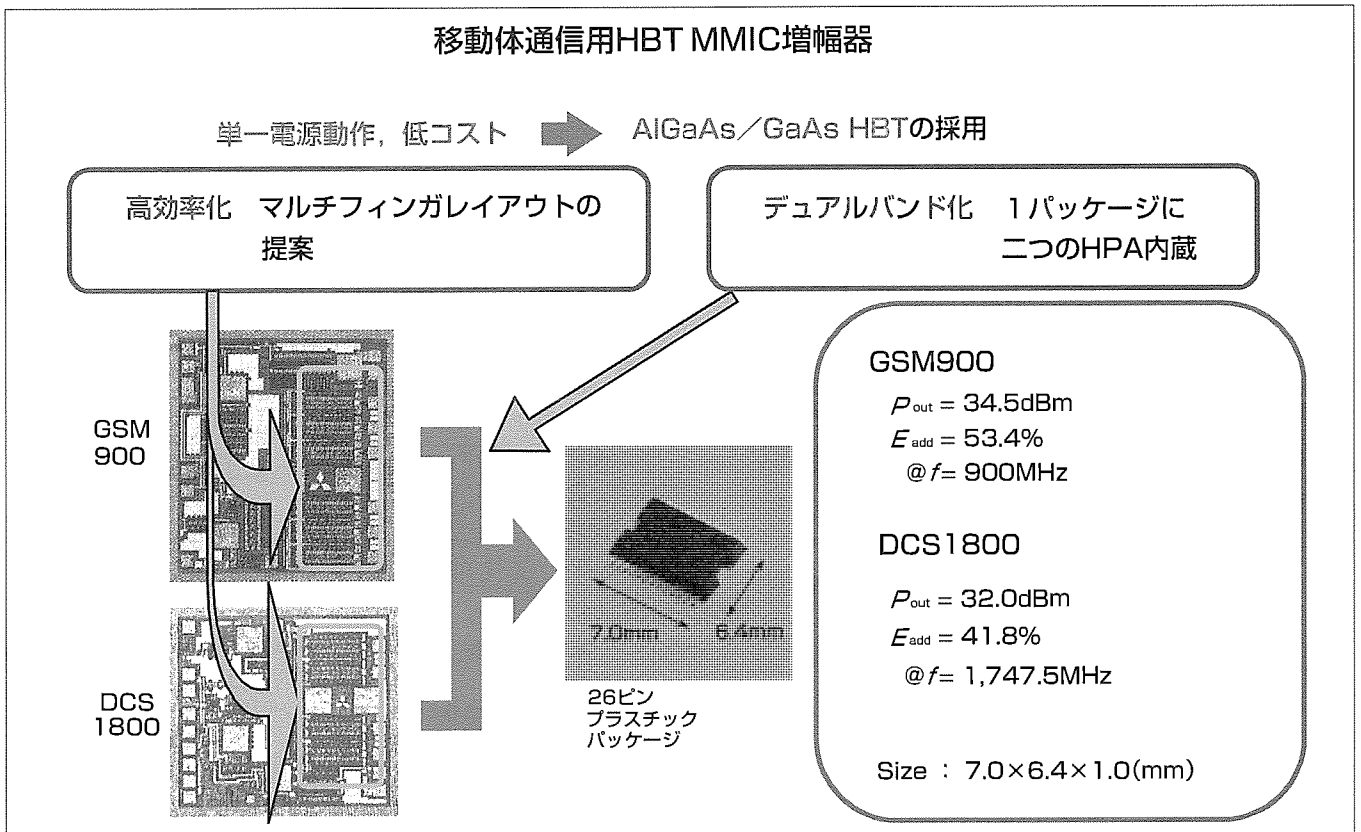 移動体通信用HBT MMIC増幅器
単一電源動作，低コスト
AlGaAs／GaAs HBTの採用
高効率化 マルチフィンガレイアウトの
提案
デュアルバンド化 1パッケージに
二つのHPA内蔵
GSM
900
DCS
1800
7.0mm
6.4mm
26ピン
プラスチック
パッケージ
GSM900
Pout = 34.5dBm
Eadd = 53.4%
@f= 900MHz
DCS1800
Pout = 32.0dBm
Eadd = 41.8%
@f= 1,747.5MHz
Size : 7.0×6.4×1.0(mm)